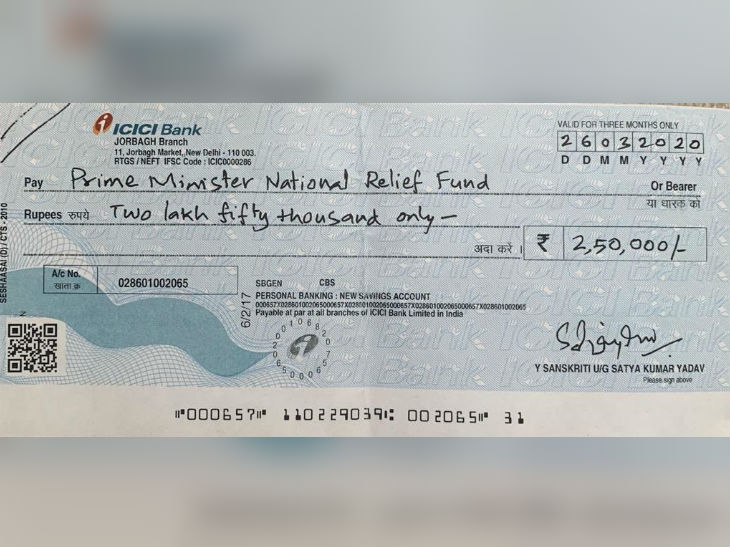 ICICI Bank
JORBAGH Branch
11, Jorbagh Market, New Delhi - 110 003.
RTGS / NEFT IFSC Code : ICIC0000286
VALID FOR THREE MONTHS ONLY
26032020
D D M M Y Y Y Y
Pay Prime Minister National Relief Fund Or Bearer
या धारक को
Rupees रुपये Two lakh fifty thousand only —
अदा करें । ₹ 2,50,000/-
A/c No. 028601002065
खाता क्र
SBGEN CBS
PERSONAL BANKING : NEW SAVINGS ACCOUNT
000657X028601002065000657X028601002065000657X028601002065
Payable at par at all branches of ICICI Bank Limited in India
6/2/17
SESHAASAI (D) / CTS - 2010
Y SANSKRITI U/G SATYA KUMAR YADAV
Please sign above
⑈000657⑈ 110229039⑆ 002065⑈ 31